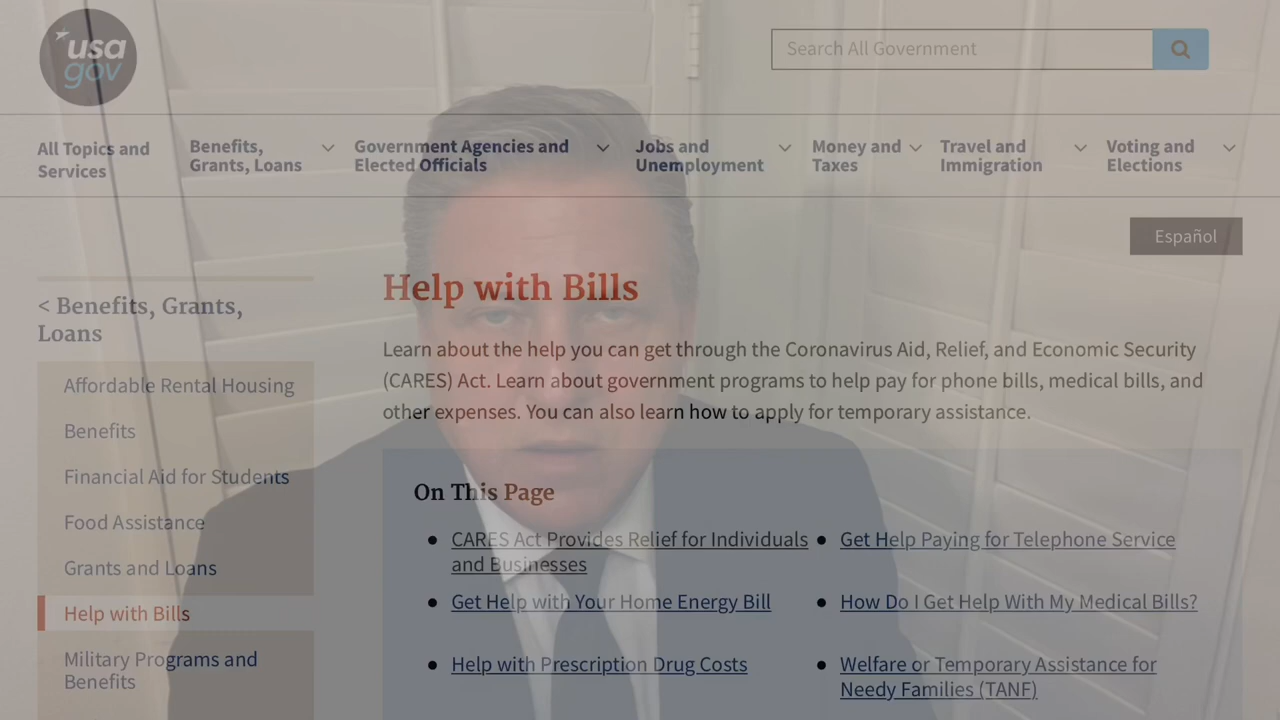 usa
gov
Search All Government
All Topics and
Services
Benefits,
Grants, Loans
Government Agencies and
Elected Officials
Jobs and
Unemployment
Money and
Taxes
Travel and
Immigration
Voting and
Elections
Español
< Benefits, Grants,
Loans
Affordable Rental Housing
Benefits
Financial Aid for Students
Food Assistance
Grants and Loans
Help with Bills
Military Programs and
Benefits
Help with Bills
Learn about the help you can get through the Coronavirus Aid, Relief, and Economic Security
(CARES) Act. Learn about government programs to help pay for phone bills, medical bills, and
other expenses. You can also learn how to apply for temporary assistance.
On This Page
CARES Act Provides Relief for Individuals
and Businesses
Get Help with Your Home Energy Bill
Help with Prescription Drug Costs
Get Help Paying for Telephone Service
How Do I Get Help With My Medical Bills?
Welfare or Temporary Assistance for
Needy Families (TANF)